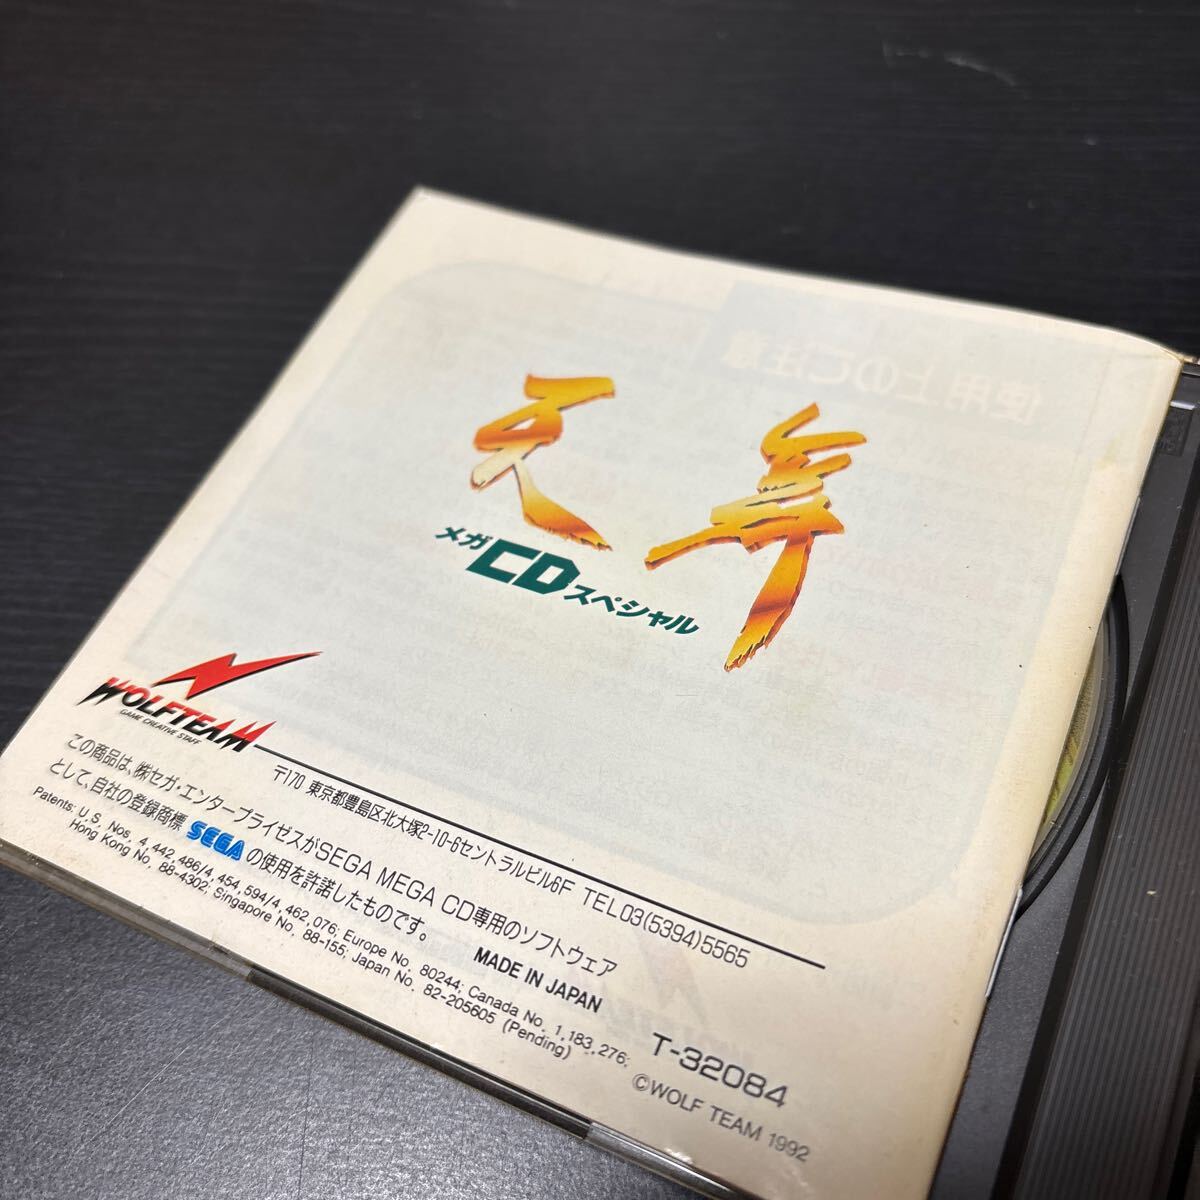 天舞
メガCDスペシャル
WOLFTEAM
GAME CREATIVE STAFF
〒170 東京都豊島区北大塚2-10-6セントラルビル6F TEL03(5394)5565
この商品は、㈱セガ・エンタープライゼスがSEGA MEGA CD専用のソフトウェア
として、自社の登録商標 SEGA の使用を許諾したものです。
MADE IN JAPAN
Patents: U.S. Nos. 4,442,486/4,454,594/4,462,076; Europe No. 80244; Canada No. 1,183,276;
Hong Kong No. 88-4302; Singapore No. 88-155; Japan No. 82-205605 (Pending)
T-32084
©WOLF TEAM 1992
使用上のご注意